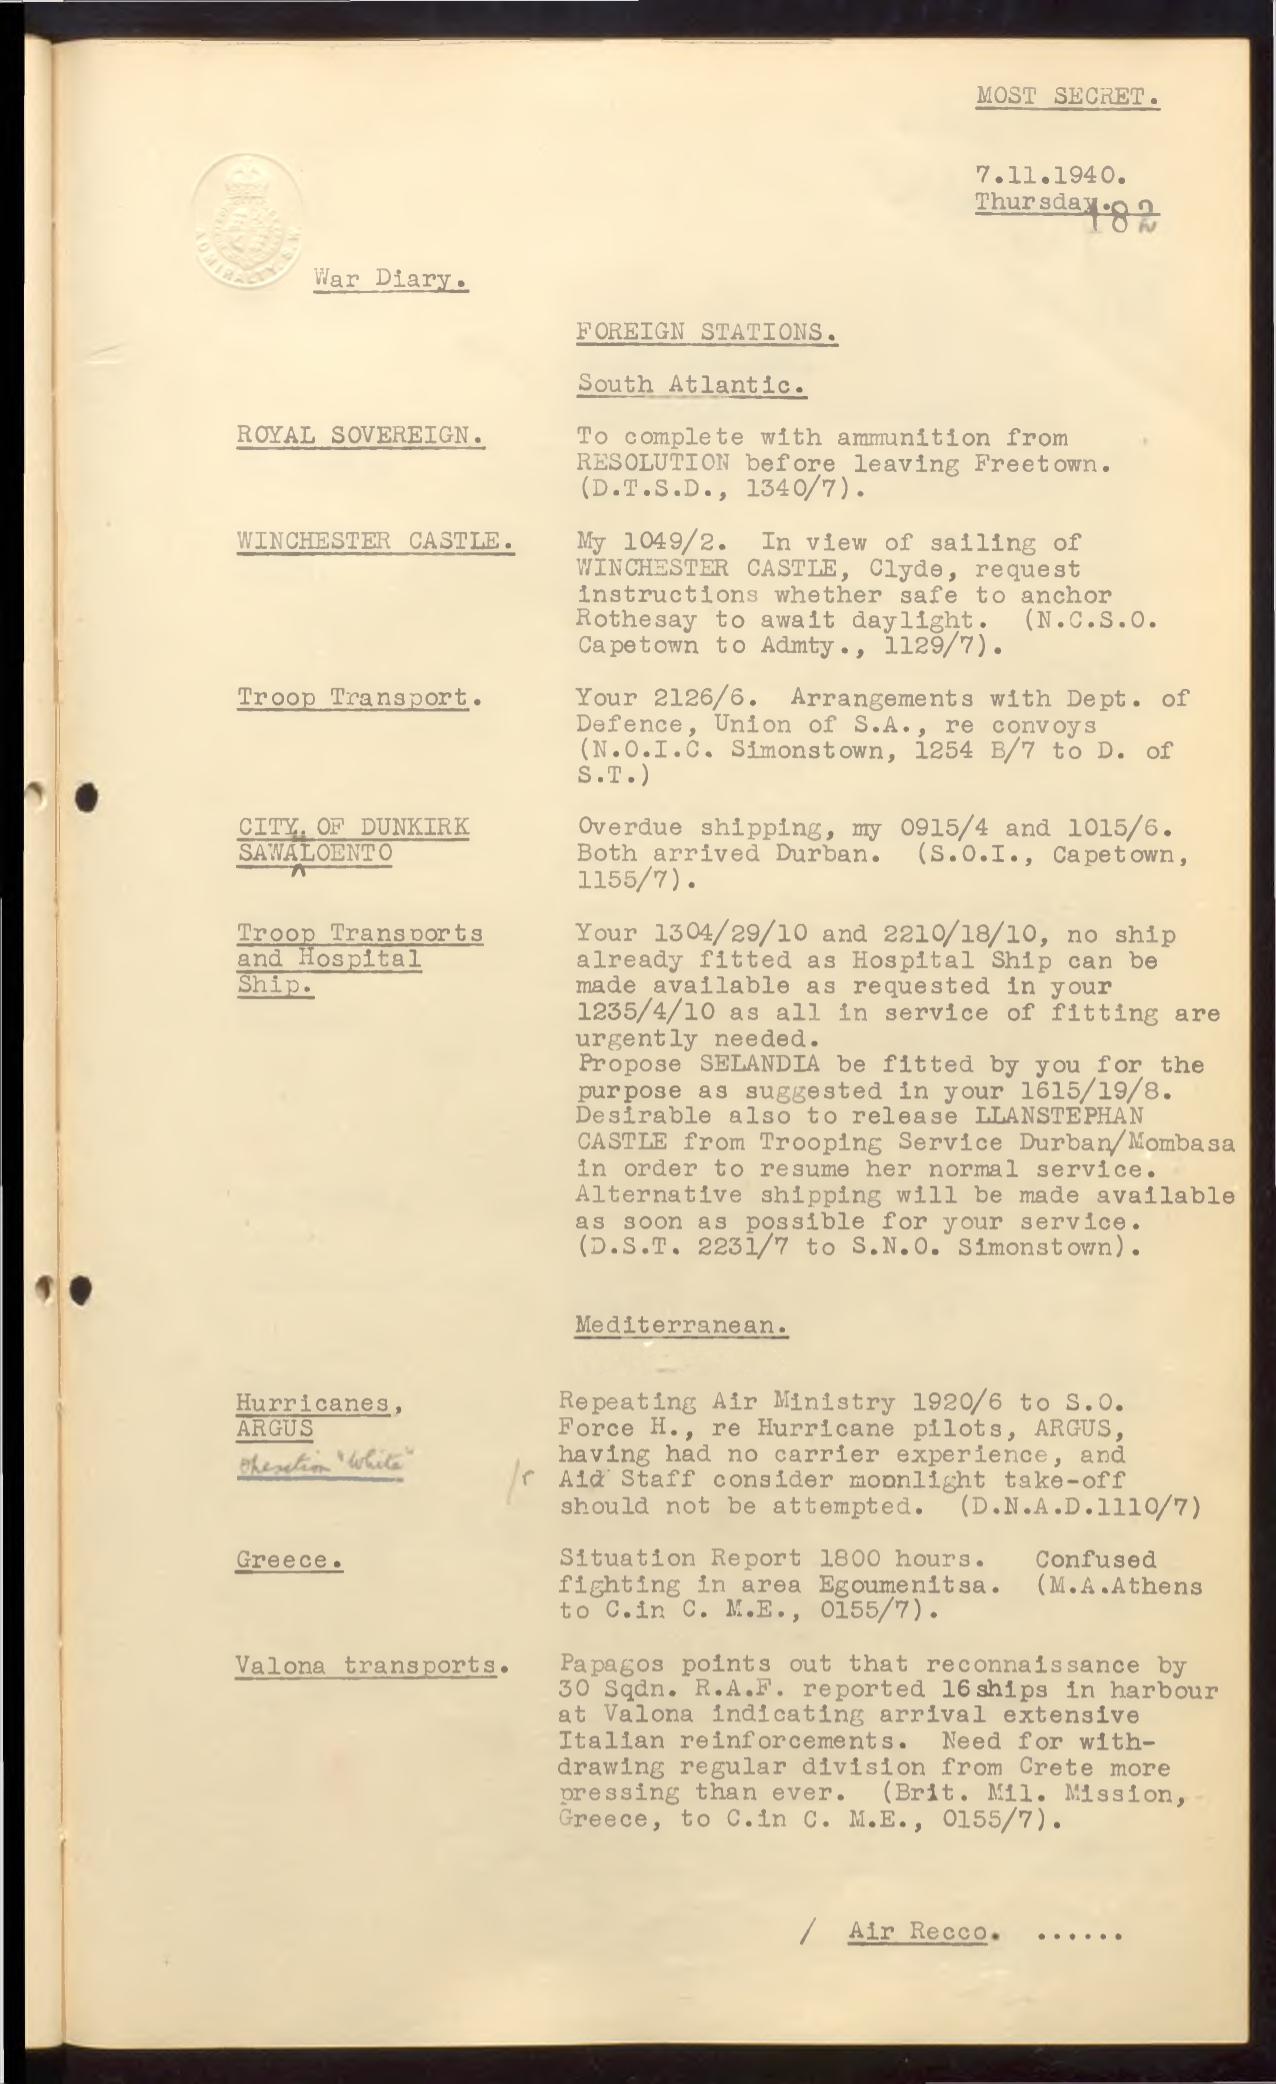 MOST SECRET.
7.11.1940.
Thursday.
182
ADMIRALTY. S.W.
War Diary.
FOREIGN STATIONS.
South Atlantic.
ROYAL SOVEREIGN. To complete with ammunition from
RESOLUTION before leaving Freetown.
(D.T.S.D., 1340/7).
WINCHESTER CASTLE. My 1049/2. In view of sailing of
WINCHESTER CASTLE, Clyde, request
instructions whether safe to anchor
Rothesay to await daylight. (N.C.S.O.
Capetown to Admty., 1129/7).
Troop Transport. Your 2126/6. Arrangements with Dept. of
Defence, Union of S.A., re convoys
(N.O.I.C. Simonstown, 1254 B/7 to D. of
S.T.)
CITY. OF DUNKIRK Overdue shipping, my 0915/4 and 1015/6.
SAWALOENTO Both arrived Durban. (S.O.I., Capetown,
1155/7).
Troop Transports Your 1304/29/10 and 2210/18/10, no ship
and Hospital already fitted as Hospital Ship can be
Ship. made available as requested in your
1235/4/10 as all in service of fitting are
urgently needed.
Propose SELANDIA be fitted by you for the
purpose as suggested in your 1615/19/8.
Desirable also to release LLANSTEPHAN
CASTLE from Trooping Service Durban/Mombasa
in order to resume her normal service.
Alternative shipping will be made available
as soon as possible for your service.
(D.S.T. 2231/7 to S.N.O. Simonstown).
Mediterranean.
Hurricanes, Repeating Air Ministry 1920/6 to S.O.
ARGUS Force H., re Hurricane pilots, ARGUS,
Operation "White" having had no carrier experience, and
/r Aid Staff consider moonlight take-off
should not be attempted. (D.N.A.D.1110/7)
Greece. Situation Report 1800 hours. Confused
fighting in area Egoumenitsa. (M.A.Athens
to C.in C. M.E., 0155/7).
Valona transports. Papagos points out that reconnaissance by
30 Sqdn. R.A.F. reported 16 ships in harbour
at Valona indicating arrival extensive
Italian reinforcements. Need for with-
drawing regular division from Crete more
pressing than ever. (Brit. Mil. Mission,
Greece, to C.in C. M.E., 0155/7).
/ Air Recco. ......